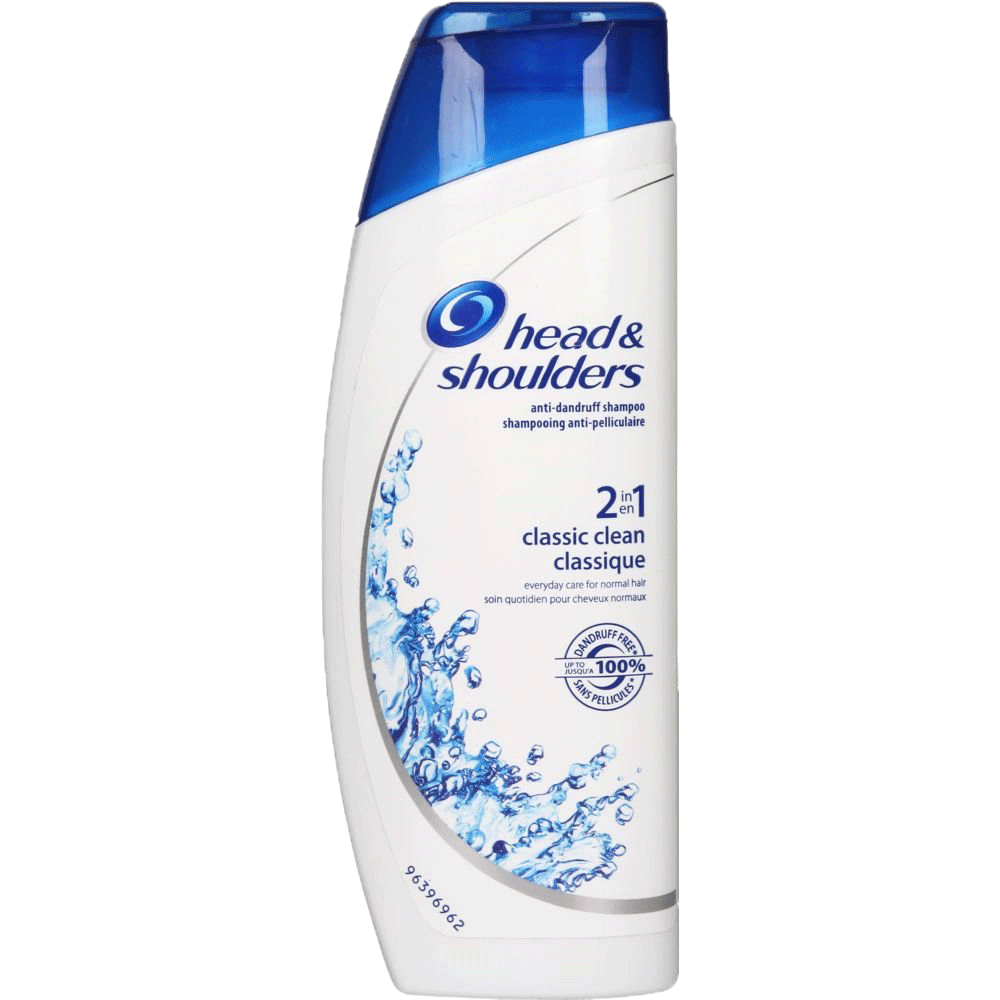 head &
shoulders
anti-dandruff shampoo
shampooing anti-pelliculaire
2 in en 1
classic clean
classique
everyday care for normal hair
soin quotidien pour cheveux normaux
DANDRUFF FREE*
UP TO
JUSQU'A 100%
SANS PELLICULES*
96396962